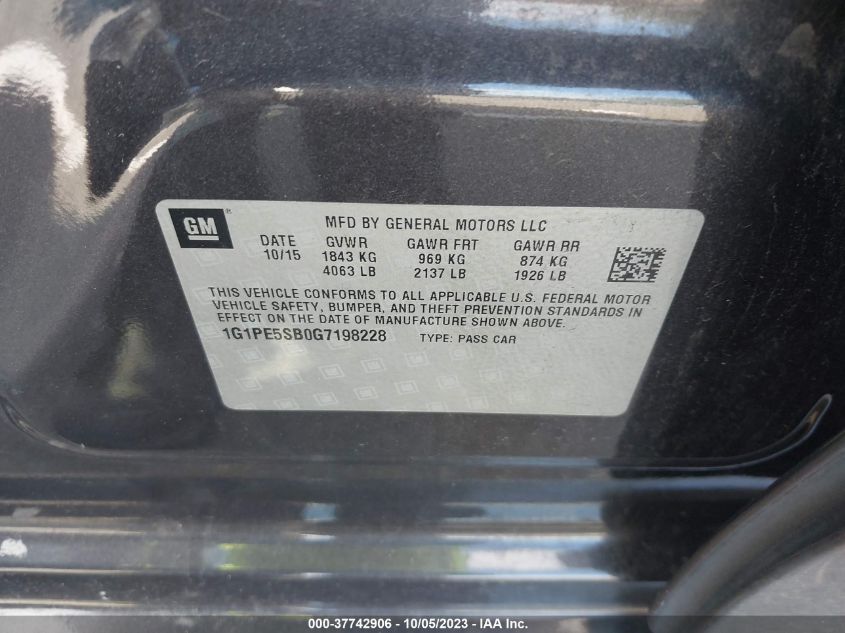 GM ®
MFD BY GENERAL MOTORS LLC
DATE GVWR GAWR FRT GAWR RR
10/15 1843 KG 969 KG 874 KG
4063 LB 2137 LB 1926 LB
THIS VEHICLE CONFORMS TO ALL APPLICABLE U.S. FEDERAL MOTOR
VEHICLE SAFETY, BUMPER, AND THEFT PREVENTION STANDARDS IN
EFFECT ON THE DATE OF MANUFACTURE SHOWN ABOVE.
1G1PE5SB0G7198228 TYPE: PASS CAR
000-37742906 - 10/05/2023 - IAA Inc.